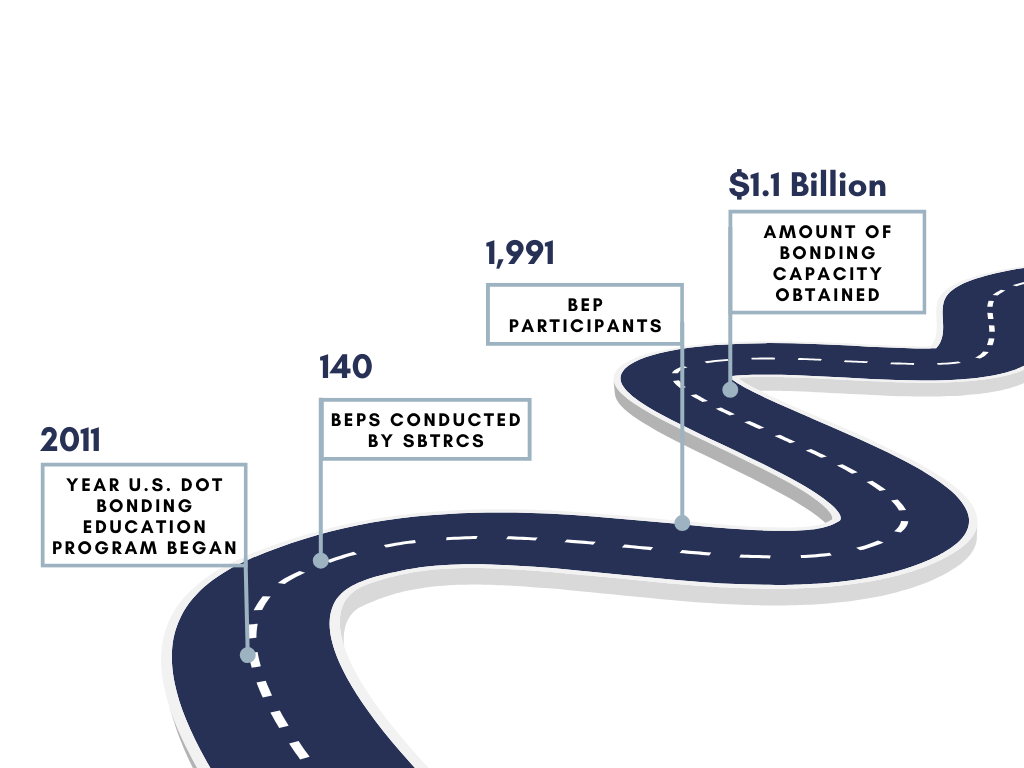 $1.1 Billion
AMOUNT OF
BONDING
CAPACITY
OBTAINED
1,991
BEP
PARTICIPANTS
140
BEPS CONDUCTED
BY SBTRCS
2011
YEAR U.S. DOT
BONDING
EDUCATION
PROGRAM BEGAN